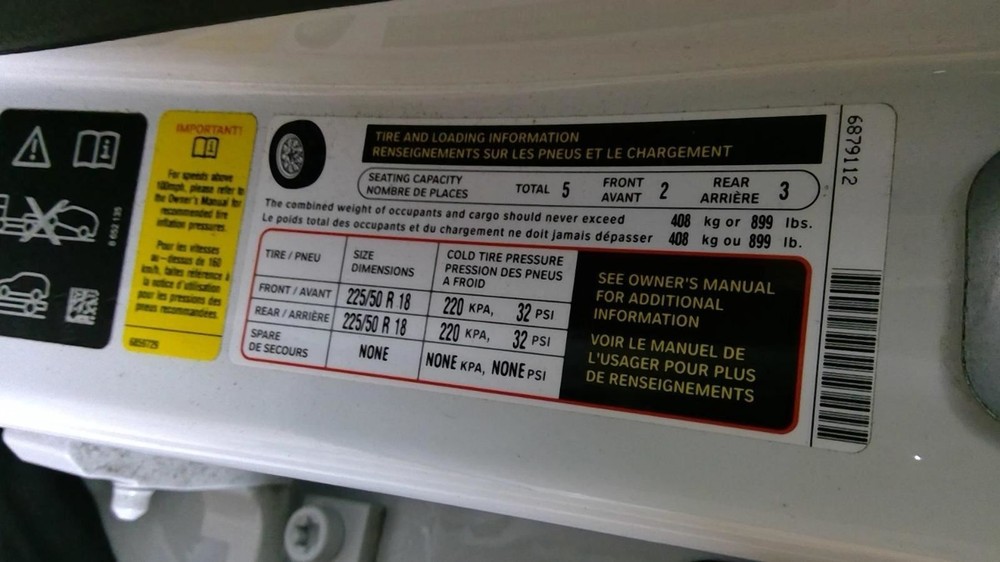 8 652 135
IMPORTANT!
For speeds above
100mph, please refer to
the Owner's Manual for
recommended tire
inflation pressures.
Pour les vitesses
au-dessus de 160
km/h, faites référence à
la notice d'utilisation
pour les pressions des
pneus recommandées.
6859729
TIRE AND LOADING INFORMATION
RENSEIGNEMENTS SUR LES PNEUS ET LE CHARGEMENT
SEATING CAPACITY
NOMBRE DE PLACES
TOTAL 5
FRONT
AVANT 2
REAR
ARRIÈRE 3
The combined weight of occupants and cargo should never exceed 408 kg or 899 lbs.
Le poids total des occupants et du chargement ne doit jamais dépasser 408 kg ou 899 lb.
TIRE / PNEU
SIZE
DIMENSIONS
COLD TIRE PRESSURE
PRESSION DES PNEUS
A FROID
FRONT / AVANT 225/50 R 18 220 KPA, 32 PSI
REAR / ARRIÈRE 225/50 R 18 220 KPA, 32 PSI
SPARE
DE SECOURS NONE NONE KPA, NONE PSI
SEE OWNER'S MANUAL
FOR ADDITIONAL
INFORMATION
VOIR LE MANUEL DE
L'USAGER POUR PLUS
DE RENSEIGNEMENTS
6879112